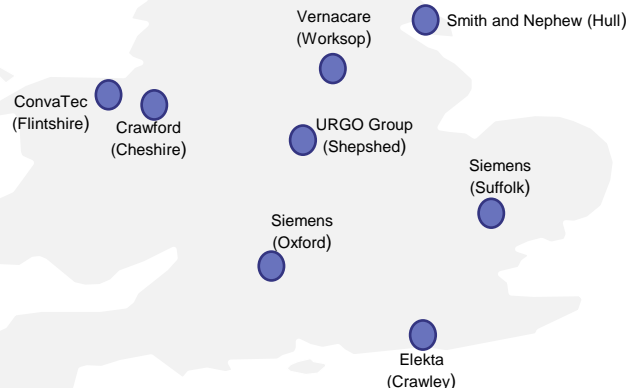 Vernacare
(Worksop)
Smith and Nephew (Hull)
ConvaTec
(Flintshire)
Crawford
(Cheshire)
URGO Group
(Shepshed)
Siemens
(Suffolk)
Siemens
(Oxford)
Elekta
(Crawley)